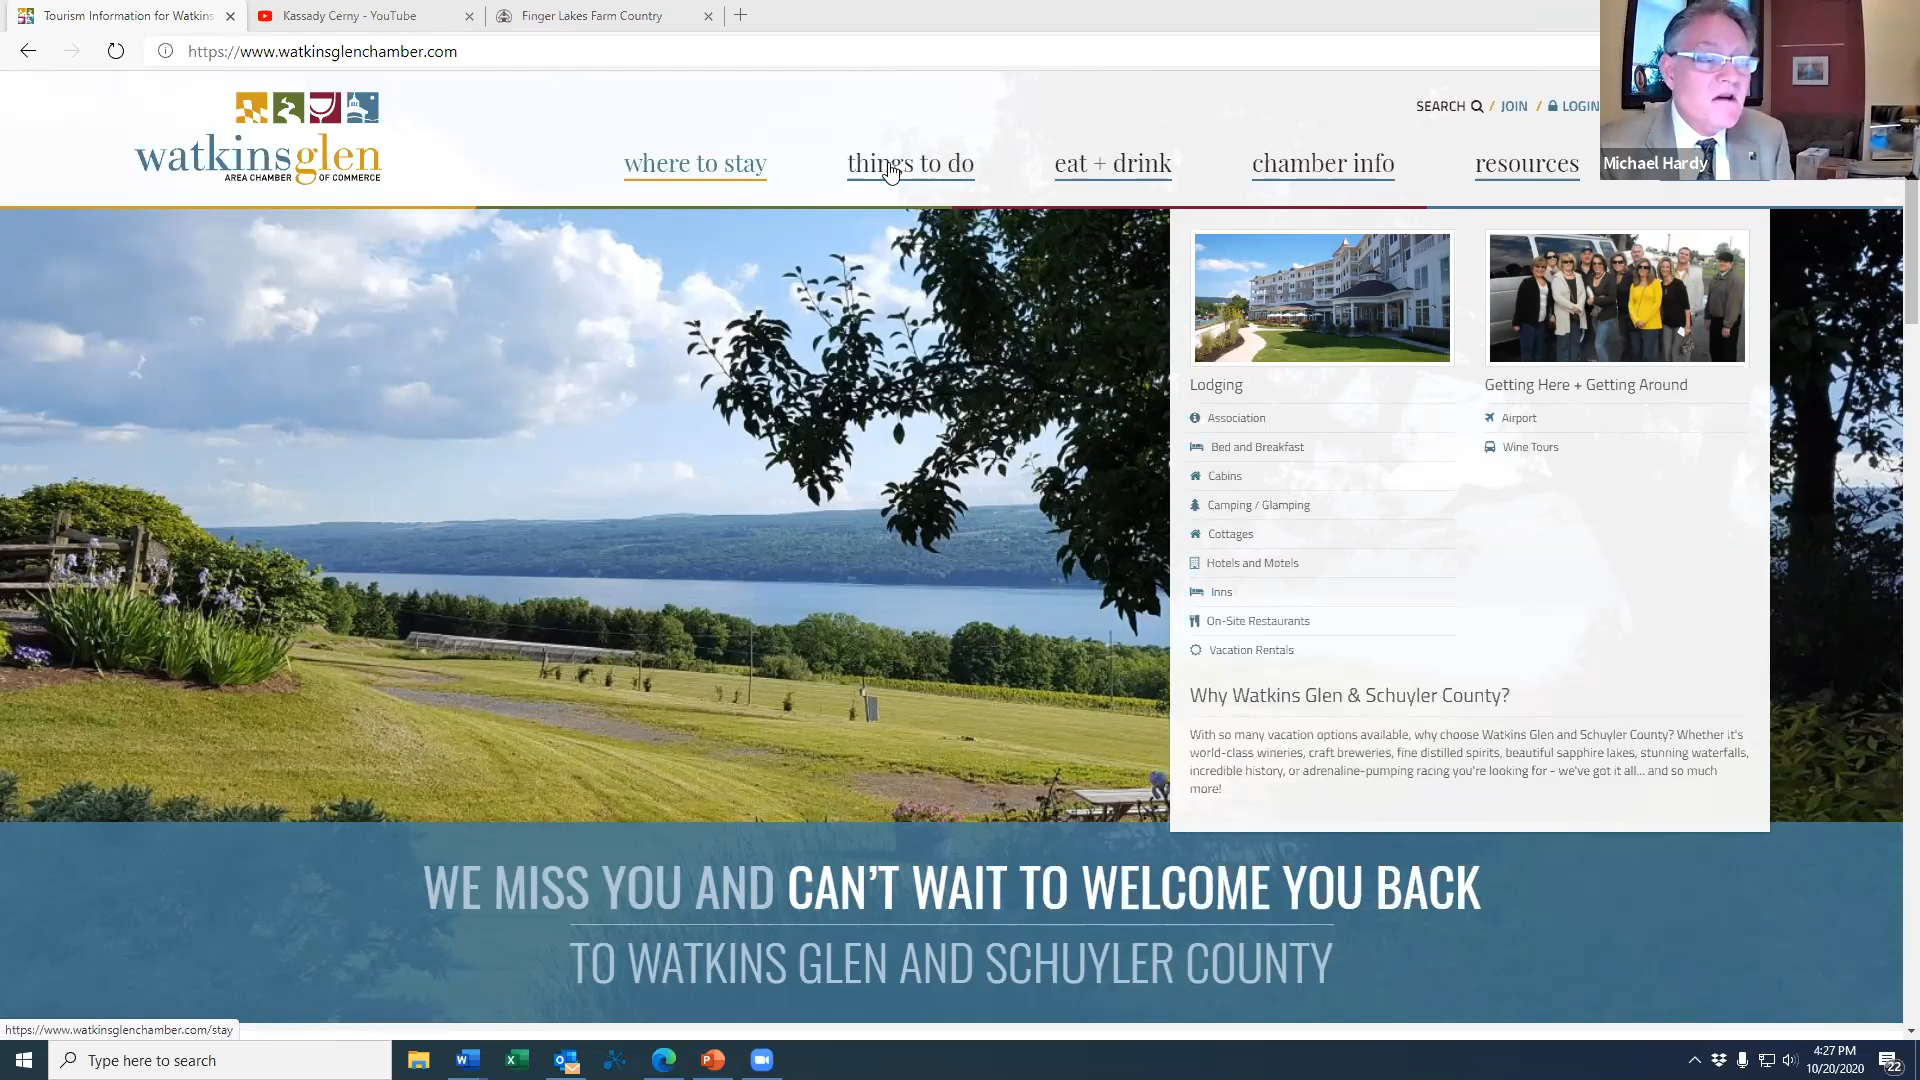 Tourism Information for Watkins
Kassady Cerny - YouTube
Finger Lakes Farm Country
https://www.watkinsglenchamber.com
SEARCH / JOIN / LOGIN
watkinsglen
AREA CHAMBER OF COMMERCE
where to stay
things to do
eat + drink
chamber info
resources
Michael Hardy
Lodging
Association
Bed and Breakfast
Cabins
Camping / Glamping
Cottages
Hotels and Motels
Inns
On-Site Restaurants
Vacation Rentals
Getting Here + Getting Around
Airport
Wine Tours
Why Watkins Glen & Schuyler County?
With so many vacation options available, why choose Watkins Glen and Schuyler County? Whether it's
world-class wineries, craft breweries, fine distilled spirits, beautiful sapphire lakes, stunning waterfalls,
incredible history, or adrenaline-pumping racing you're looking for - we've got it all... and so much
more!
WE MISS YOU AND CAN'T WAIT TO WELCOME YOU BACK
TO WATKINS GLEN AND SCHUYLER COUNTY
https://www.watkinsglenchamber.com/stay
Type here to search
4:27 PM
10/20/2020
22